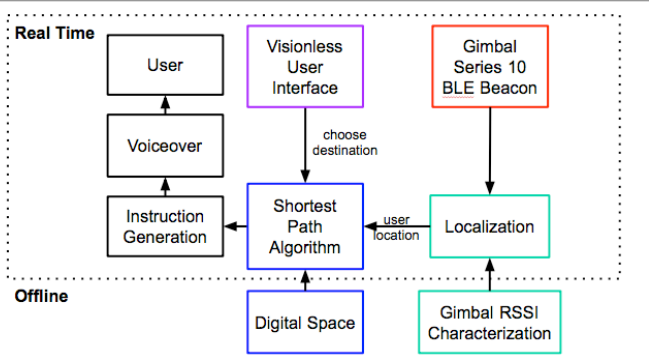 Real Time
User
Visionless
User
Interface
Gimbal
Series 10
BLE Beacon
Voiceover
choose
destination
Instruction
Generation
Shortest
Path
Algorithm
user
location
Localization
Offline
Digital Space
Gimbal RSSI
Characterization